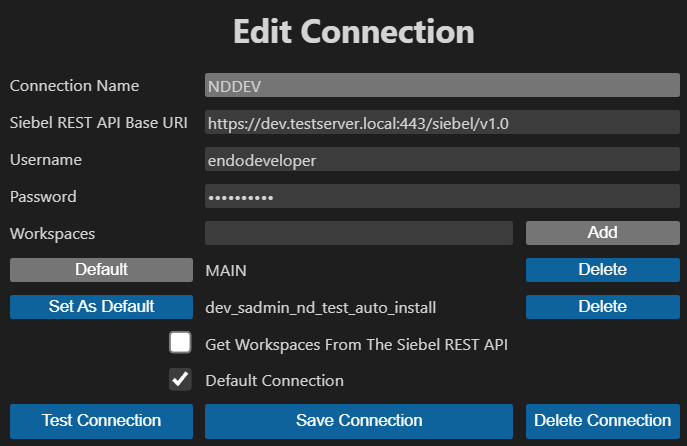 Edit Connection
Connection Name NDDEV
Siebel REST API Base URI https://dev.testserver.local:443/siebel/v1.0
Username endodeveloper
Password ••••••••••
Workspaces Add
Default MAIN Delete
Set As Default dev_sadmin_nd_test_auto_install Delete
Get Workspaces From The Siebel REST API
Default Connection
Test Connection Save Connection Delete Connection